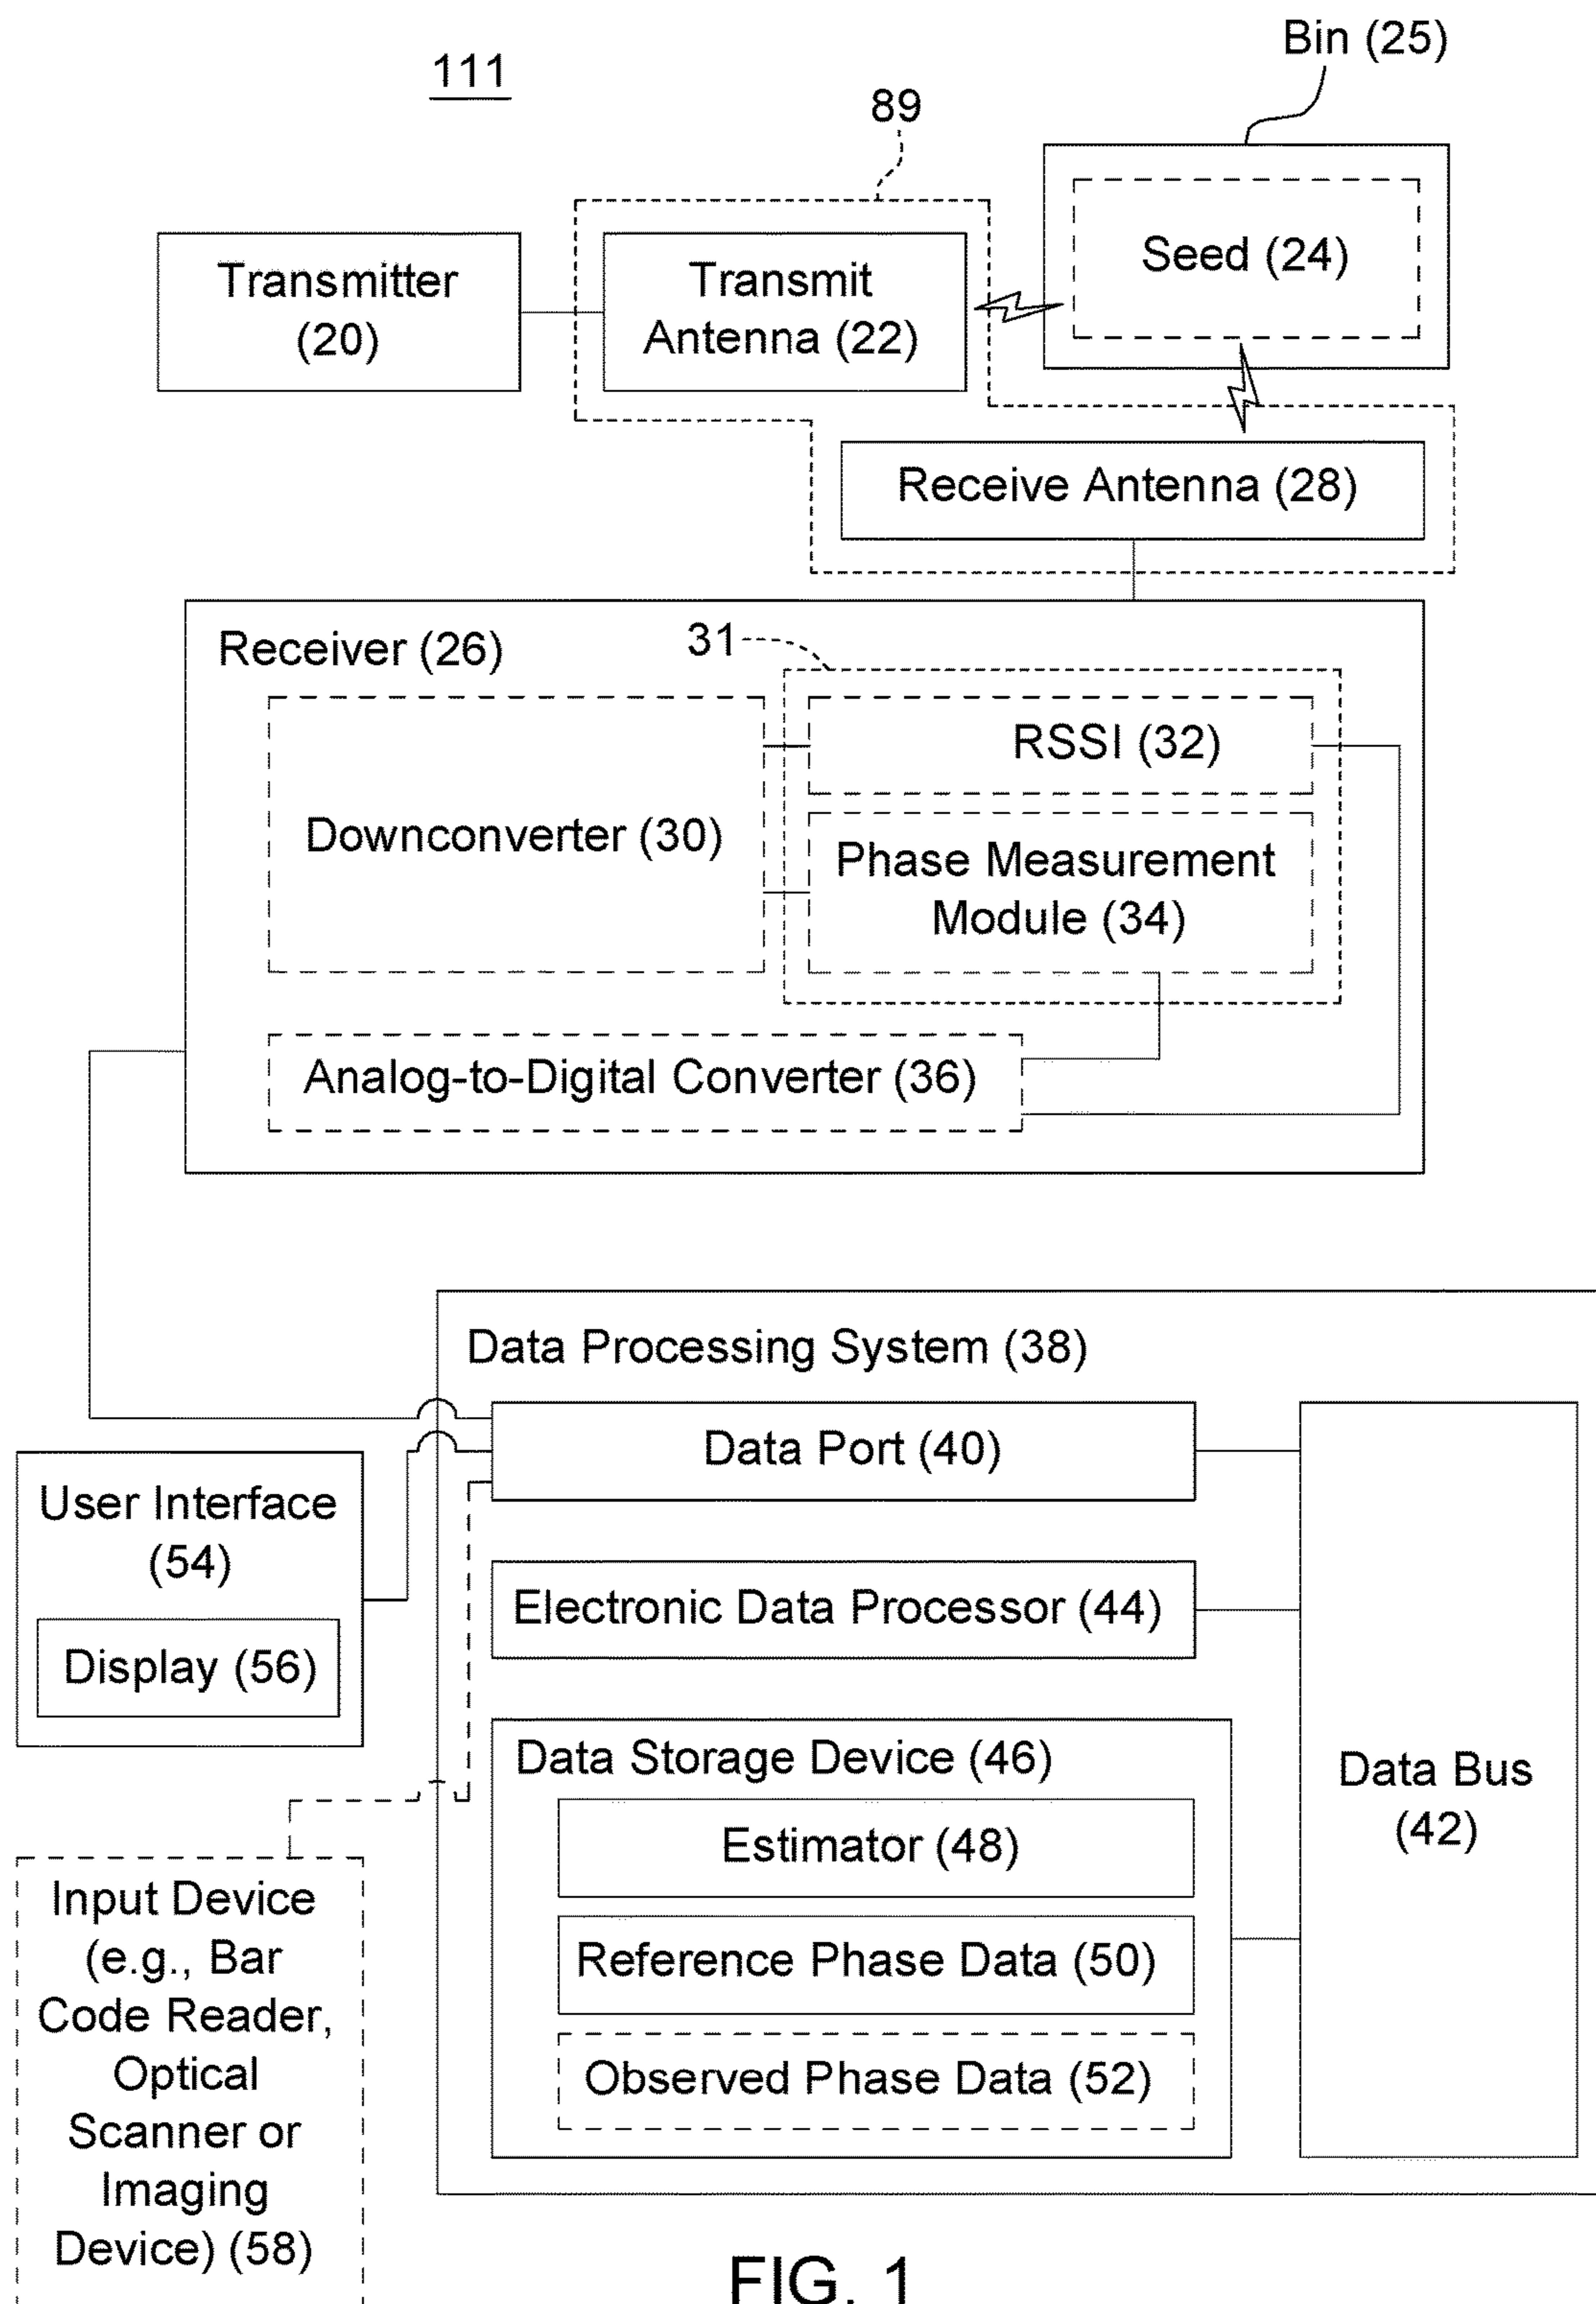 111
Bin (25)
89
Transmitter
(20)
Transmit
Antenna (22)
Seed (24)
Receive Antenna (28)
Receiver (26)
31
RSSI (32)
Downconverter (30)
Phase Measurement
Module (34)
Analog-to-Digital Converter (36)
Data Processing System (38)
Data Port (40)
User Interface
(54)
Display (56)
Electronic Data Processor (44)
Data Storage Device (46)
Estimator (48)
Reference Phase Data (50)
Observed Phase Data (52)
Data Bus
(42)
Input Device
(e.g., Bar
Code Reader,
Optical
Scanner or
Imaging
Device) (58)
FIG. 1